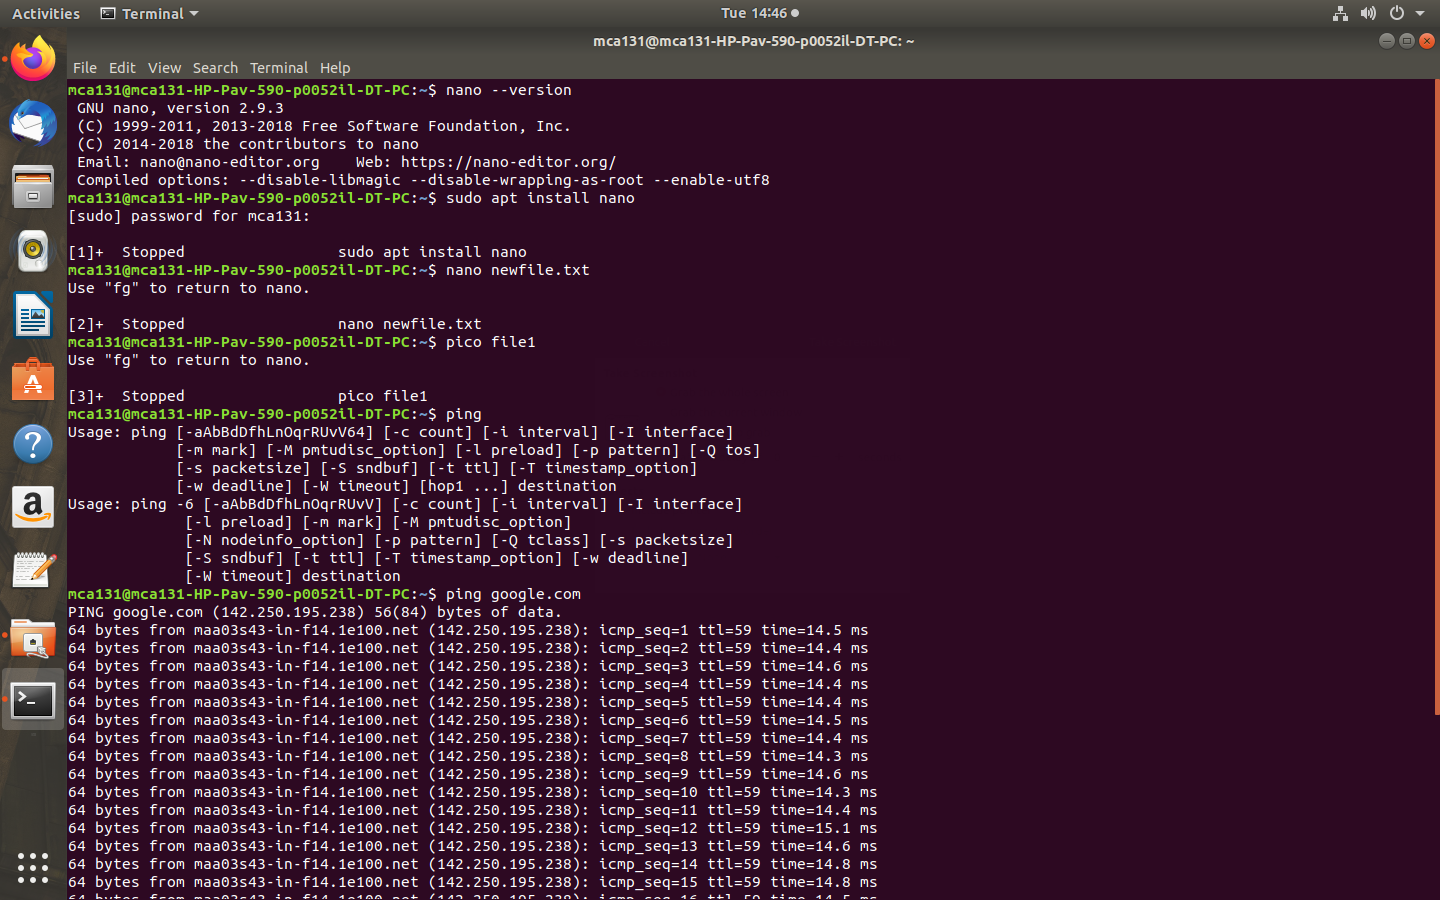 Activities Terminal Tue 14:46
mca131@mca131-HP-Pav-590-p0052il-DT-PC: ~
File Edit View Search Terminal Help
mca131@mca131-HP-Pav-590-p0052il-DT-PC:~$ nano --version
GNU nano, version 2.9.3
(C) 1999-2011, 2013-2018 Free Software Foundation, Inc.
(C) 2014-2018 the contributors to nano
Email: nano@nano-editor.org    Web: https://nano-editor.org/
Compiled options: --disable-libmagic --disable-wrapping-as-root --enable-utf8
mca131@mca131-HP-Pav-590-p0052il-DT-PC:~$ sudo apt install nano
[sudo] password for mca131:
[1]+  Stopped                 sudo apt install nano
mca131@mca131-HP-Pav-590-p0052il-DT-PC:~$ nano newfile.txt
Use "fg" to return to nano.
[2]+  Stopped                 nano newfile.txt
mca131@mca131-HP-Pav-590-p0052il-DT-PC:~$ pico file1
Use "fg" to return to nano.
[3]+  Stopped                 pico file1
mca131@mca131-HP-Pav-590-p0052il-DT-PC:~$ ping
Usage: ping [-aAbBdDfhLnOqrRUvV64] [-c count] [-i interval] [-I interface]
[-m mark] [-M pmtudisc_option] [-l preload] [-p pattern] [-Q tos]
[-s packetsize] [-S sndbuf] [-t ttl] [-T timestamp_option]
[-w deadline] [-W timeout] [hop1 ...] destination
Usage: ping -6 [-aAbBdDfhLnOqrRUvV] [-c count] [-i interval] [-I interface]
[-l preload] [-m mark] [-M pmtudisc_option]
[-N nodeinfo_option] [-p pattern] [-Q tclass] [-s packetsize]
[-S sndbuf] [-t ttl] [-T timestamp_option] [-w deadline]
[-W timeout] destination
mca131@mca131-HP-Pav-590-p0052il-DT-PC:~$ ping google.com
PING google.com (142.250.195.238) 56(84) bytes of data.
64 bytes from maa03s43-in-f14.1e100.net (142.250.195.238): icmp_seq=1 ttl=59 time=14.5 ms
64 bytes from maa03s43-in-f14.1e100.net (142.250.195.238): icmp_seq=2 ttl=59 time=14.4 ms
64 bytes from maa03s43-in-f14.1e100.net (142.250.195.238): icmp_seq=3 ttl=59 time=14.6 ms
64 bytes from maa03s43-in-f14.1e100.net (142.250.195.238): icmp_seq=4 ttl=59 time=14.4 ms
64 bytes from maa03s43-in-f14.1e100.net (142.250.195.238): icmp_seq=5 ttl=59 time=14.4 ms
64 bytes from maa03s43-in-f14.1e100.net (142.250.195.238): icmp_seq=6 ttl=59 time=14.5 ms
64 bytes from maa03s43-in-f14.1e100.net (142.250.195.238): icmp_seq=7 ttl=59 time=14.4 ms
64 bytes from maa03s43-in-f14.1e100.net (142.250.195.238): icmp_seq=8 ttl=59 time=14.3 ms
64 bytes from maa03s43-in-f14.1e100.net (142.250.195.238): icmp_seq=9 ttl=59 time=14.6 ms
64 bytes from maa03s43-in-f14.1e100.net (142.250.195.238): icmp_seq=10 ttl=59 time=14.3 ms
64 bytes from maa03s43-in-f14.1e100.net (142.250.195.238): icmp_seq=11 ttl=59 time=14.4 ms
64 bytes from maa03s43-in-f14.1e100.net (142.250.195.238): icmp_seq=12 ttl=59 time=15.1 ms
64 bytes from maa03s43-in-f14.1e100.net (142.250.195.238): icmp_seq=13 ttl=59 time=14.6 ms
64 bytes from maa03s43-in-f14.1e100.net (142.250.195.238): icmp_seq=14 ttl=59 time=14.8 ms
64 bytes from maa03s43-in-f14.1e100.net (142.250.195.238): icmp_seq=15 ttl=59 time=14.8 ms